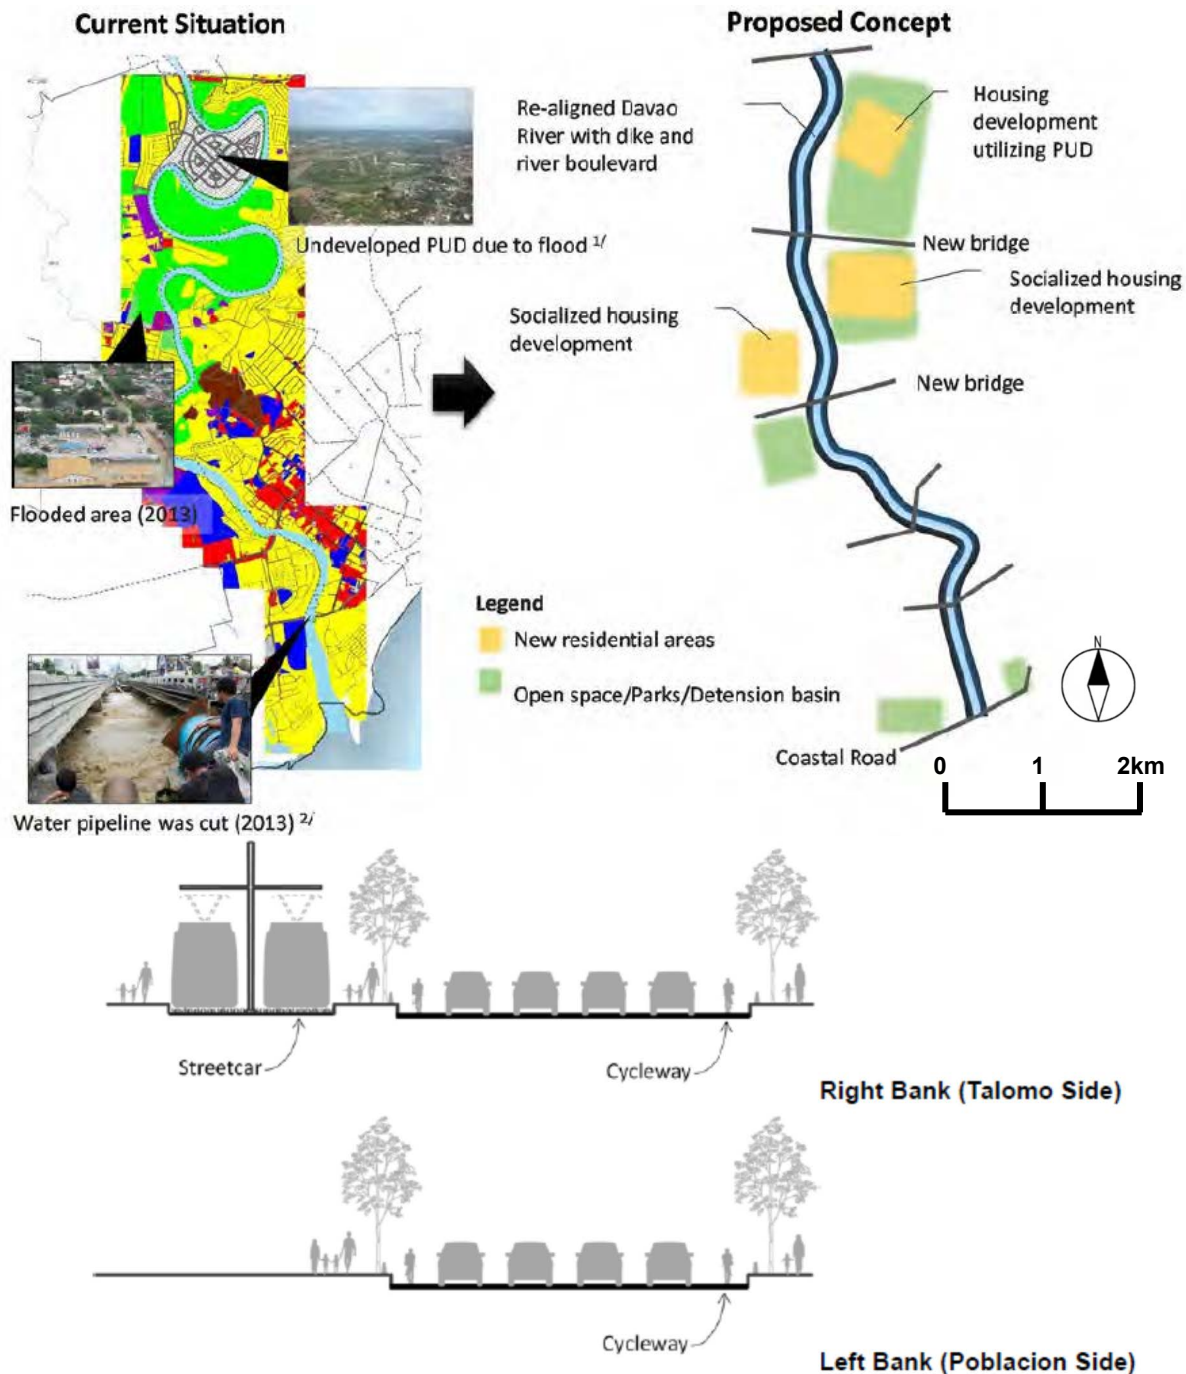 Current Situation
Proposed Concept
Re-aligned Davao
River with dike and
river boulevard
Housing
development
utilizing PUD
Undeveloped PUD due to flood 1/
New bridge
Socialized housing
development
Socialized housing
development
New bridge
Flooded area (2013)
Legend
New residential areas
Open space/Parks/Detension basin
N
Coastal Road
0 1 2km
Water pipeline was cut (2013) 2/
Streetcar
Cycleway
Right Bank (Talomo Side)
Cycleway
Left Bank (Poblacion Side)